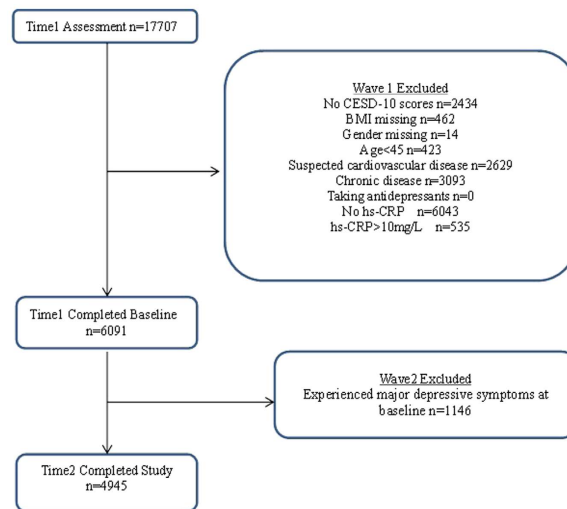 Time1 Assessment n=17707
Wave 1 Excluded
No CESD-10 scores n=2434
BMI missing n=462
Gender missing n=14
Age<45 n=423
Suspected cardiovascular disease n=2629
Chronic disease n=3093
Taking antidepressants n=0
No hs-CRP n=6043
hs-CRP>10mg/L n=535
Time1 Completed Baseline
n=6091
Wave2 Excluded
Experienced major depressive symptoms at
baseline n=1146
Time2 Completed Study
n=4945